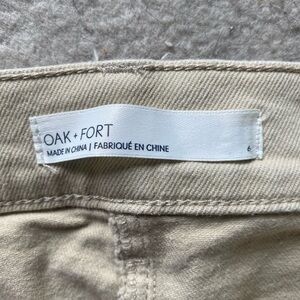 OAK + FORT
MADE IN CHINA | FABRIQUÉ EN CHINE
6